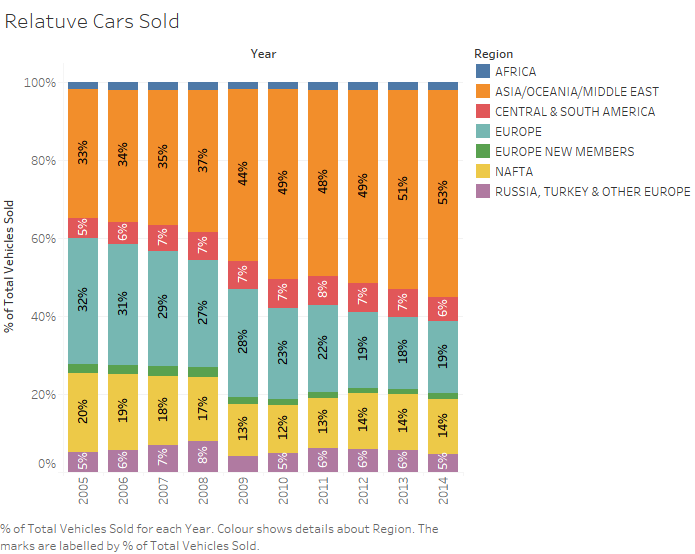 Relatuve Cars Sold
Year
Region
AFRICA
ASIA/OCEANIA/MIDDLE EAST
CENTRAL & SOUTH AMERICA
EUROPE
EUROPE NEW MEMBERS
NAFTA
RUSSIA, TURKEY & OTHER EUROPE
% of Total Vehicles Sold
100%
80%
60%
40%
20%
0%
33% 34% 35% 37% 44% 49% 48% 49% 51% 53%
5% 6% 7% 7% 7% 7% 8% 7% 7% 6%
32% 31% 29% 27% 28% 23% 22% 19% 18% 19%
20% 19% 18% 17% 13% 12% 13% 14% 14% 14%
5% 6% 7% 8% 5% 6% 6% 6% 5%
2005 2006 2007 2008 2009 2010 2011 2012 2013 2014
% of Total Vehicles Sold for each Year. Colour shows details about Region. The
marks are labelled by % of Total Vehicles Sold.